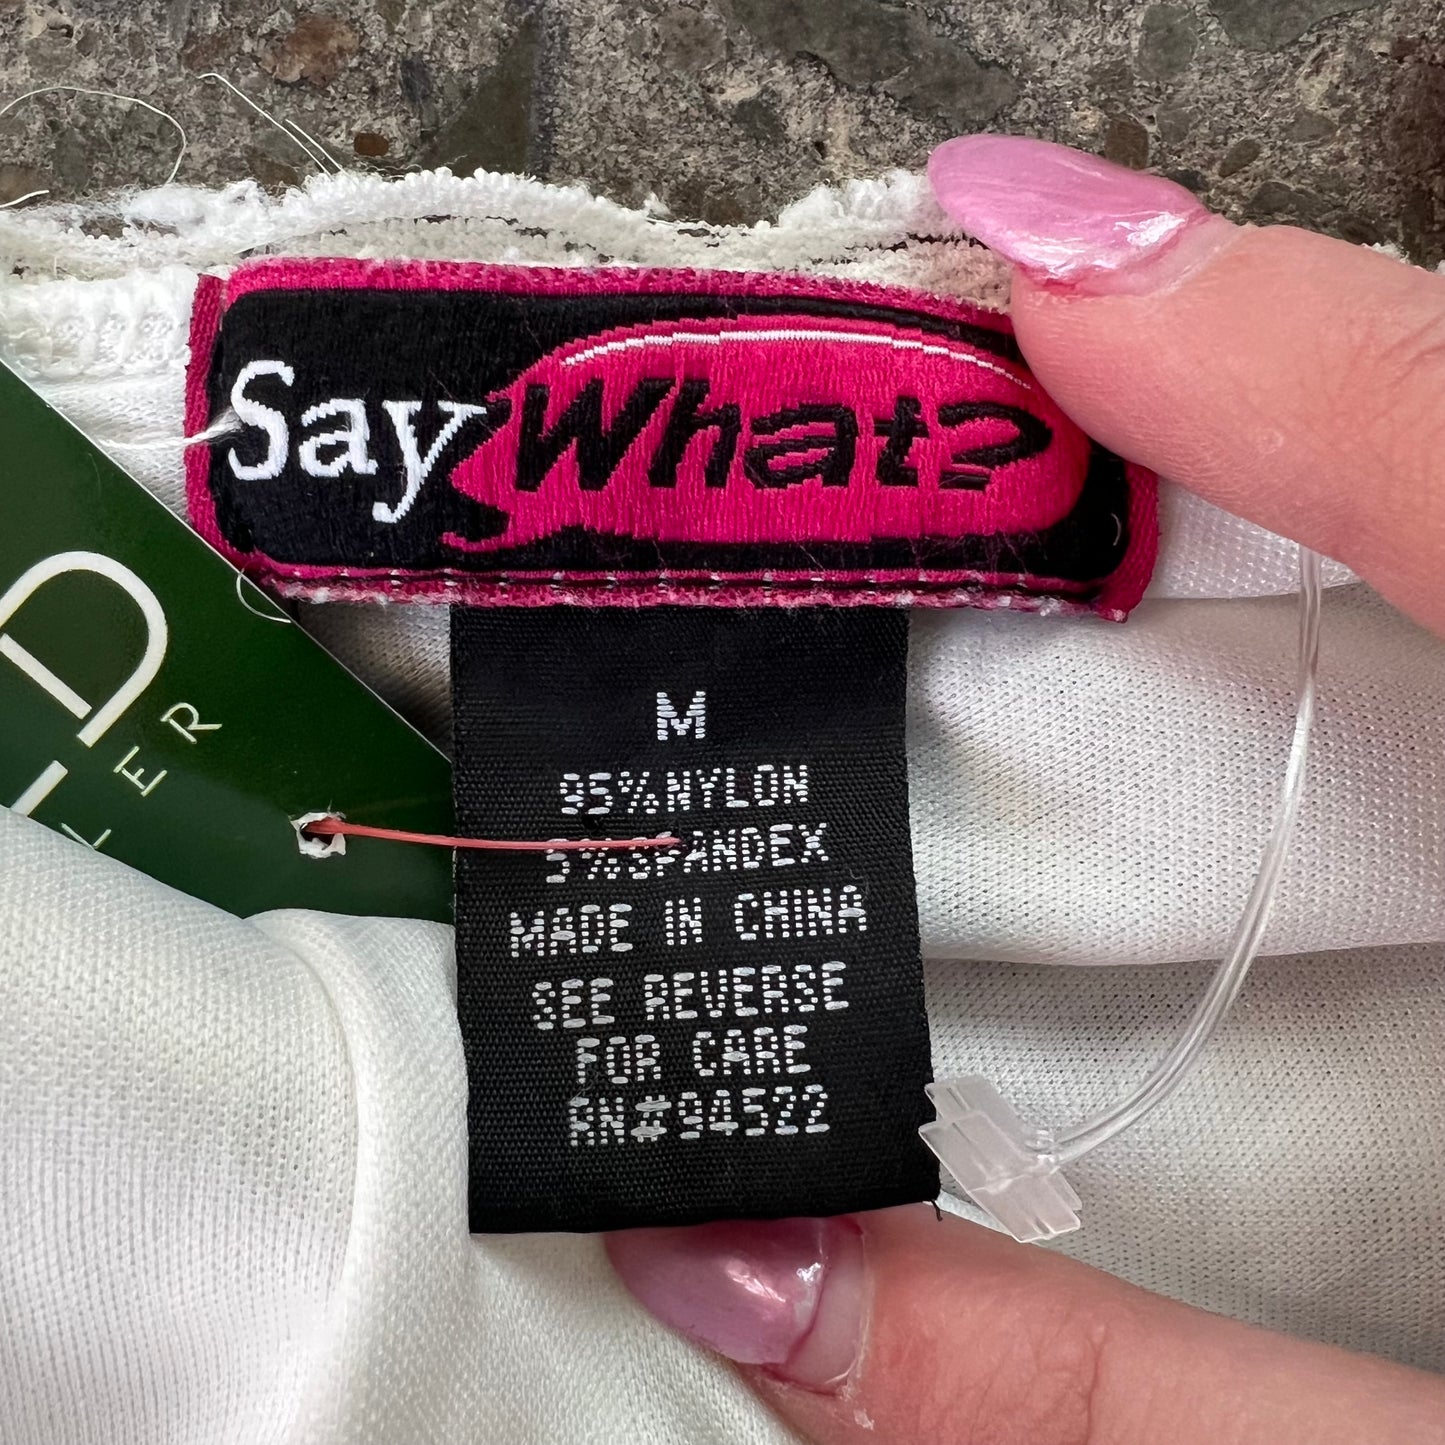 Say What?
M
95% NYLON
5% SPANDEX
MADE IN CHINA
SEE REVERSE
FOR CARE
RN#94522